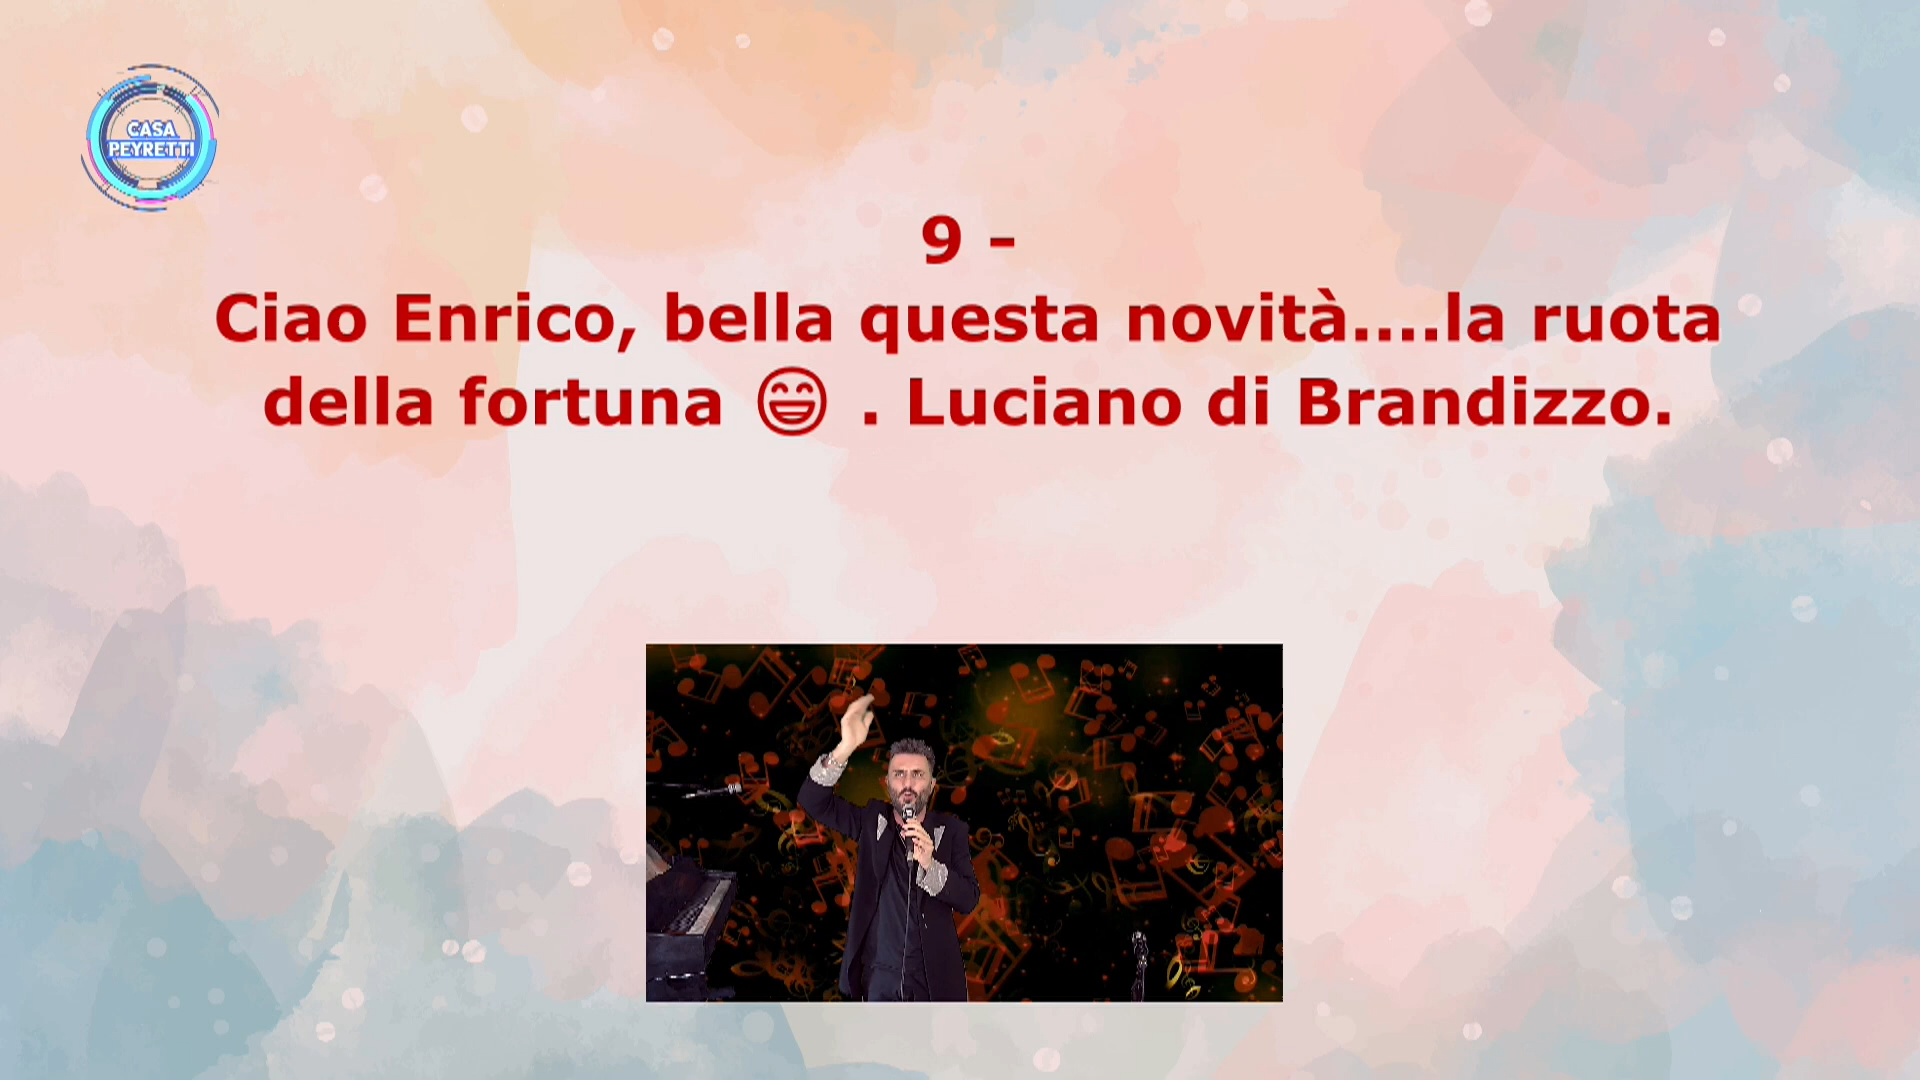 CASA
PEYRETTI
9 -
Ciao Enrico, bella questa novità....la ruota
della fortuna 😄 . Luciano di Brandizzo.